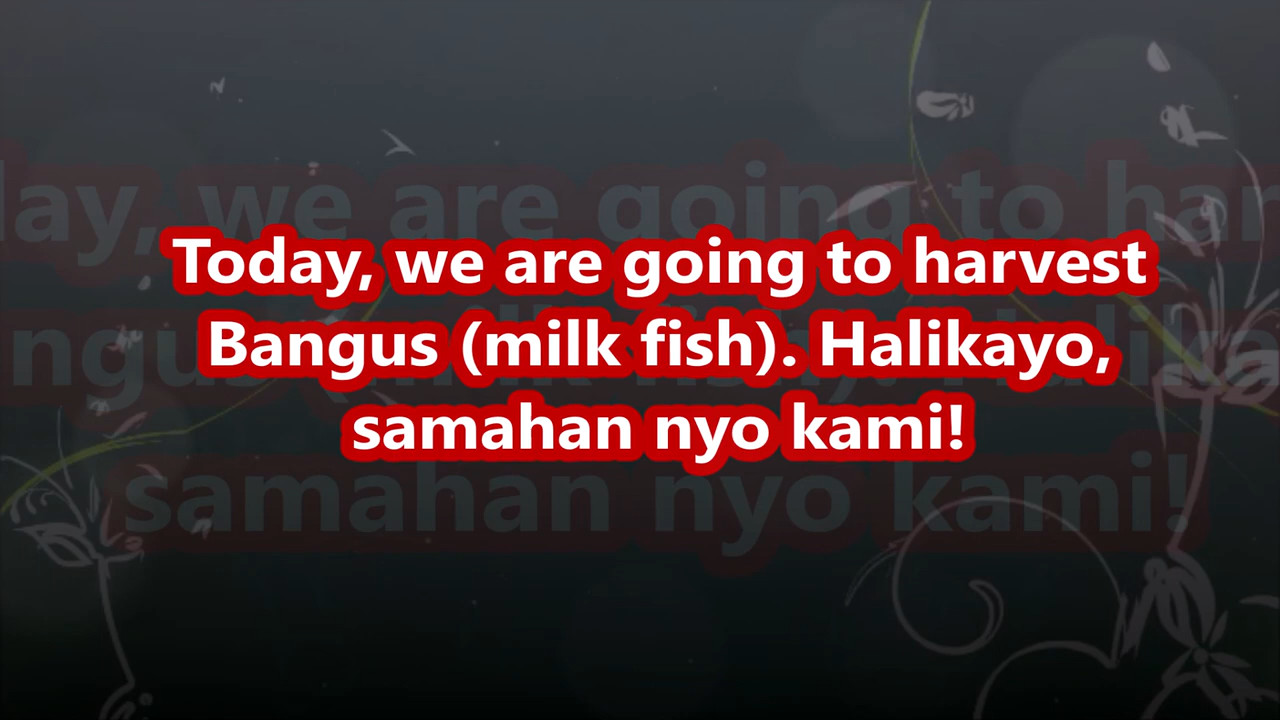 Today, we are going to harvest
Bangus (milk fish). Halikayo,
samahan nyo kami!